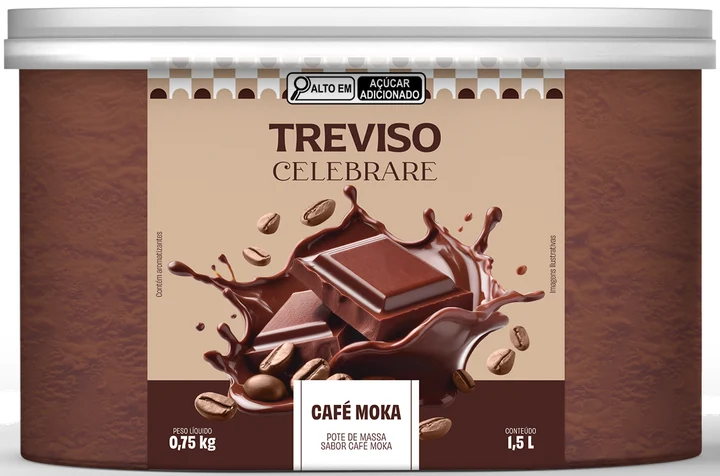 ALTO EM
AÇÚCAR
ADICIONADO
TREVISO
CELEBRARE
Contém aromatizantes
Imagens ilustrativas
PESO LÍQUIDO
0,75 kg
CAFÉ MOKA
POTE DE MASSA
SABOR CAFÉ MOKA
CONTEÚDO
1,5 L